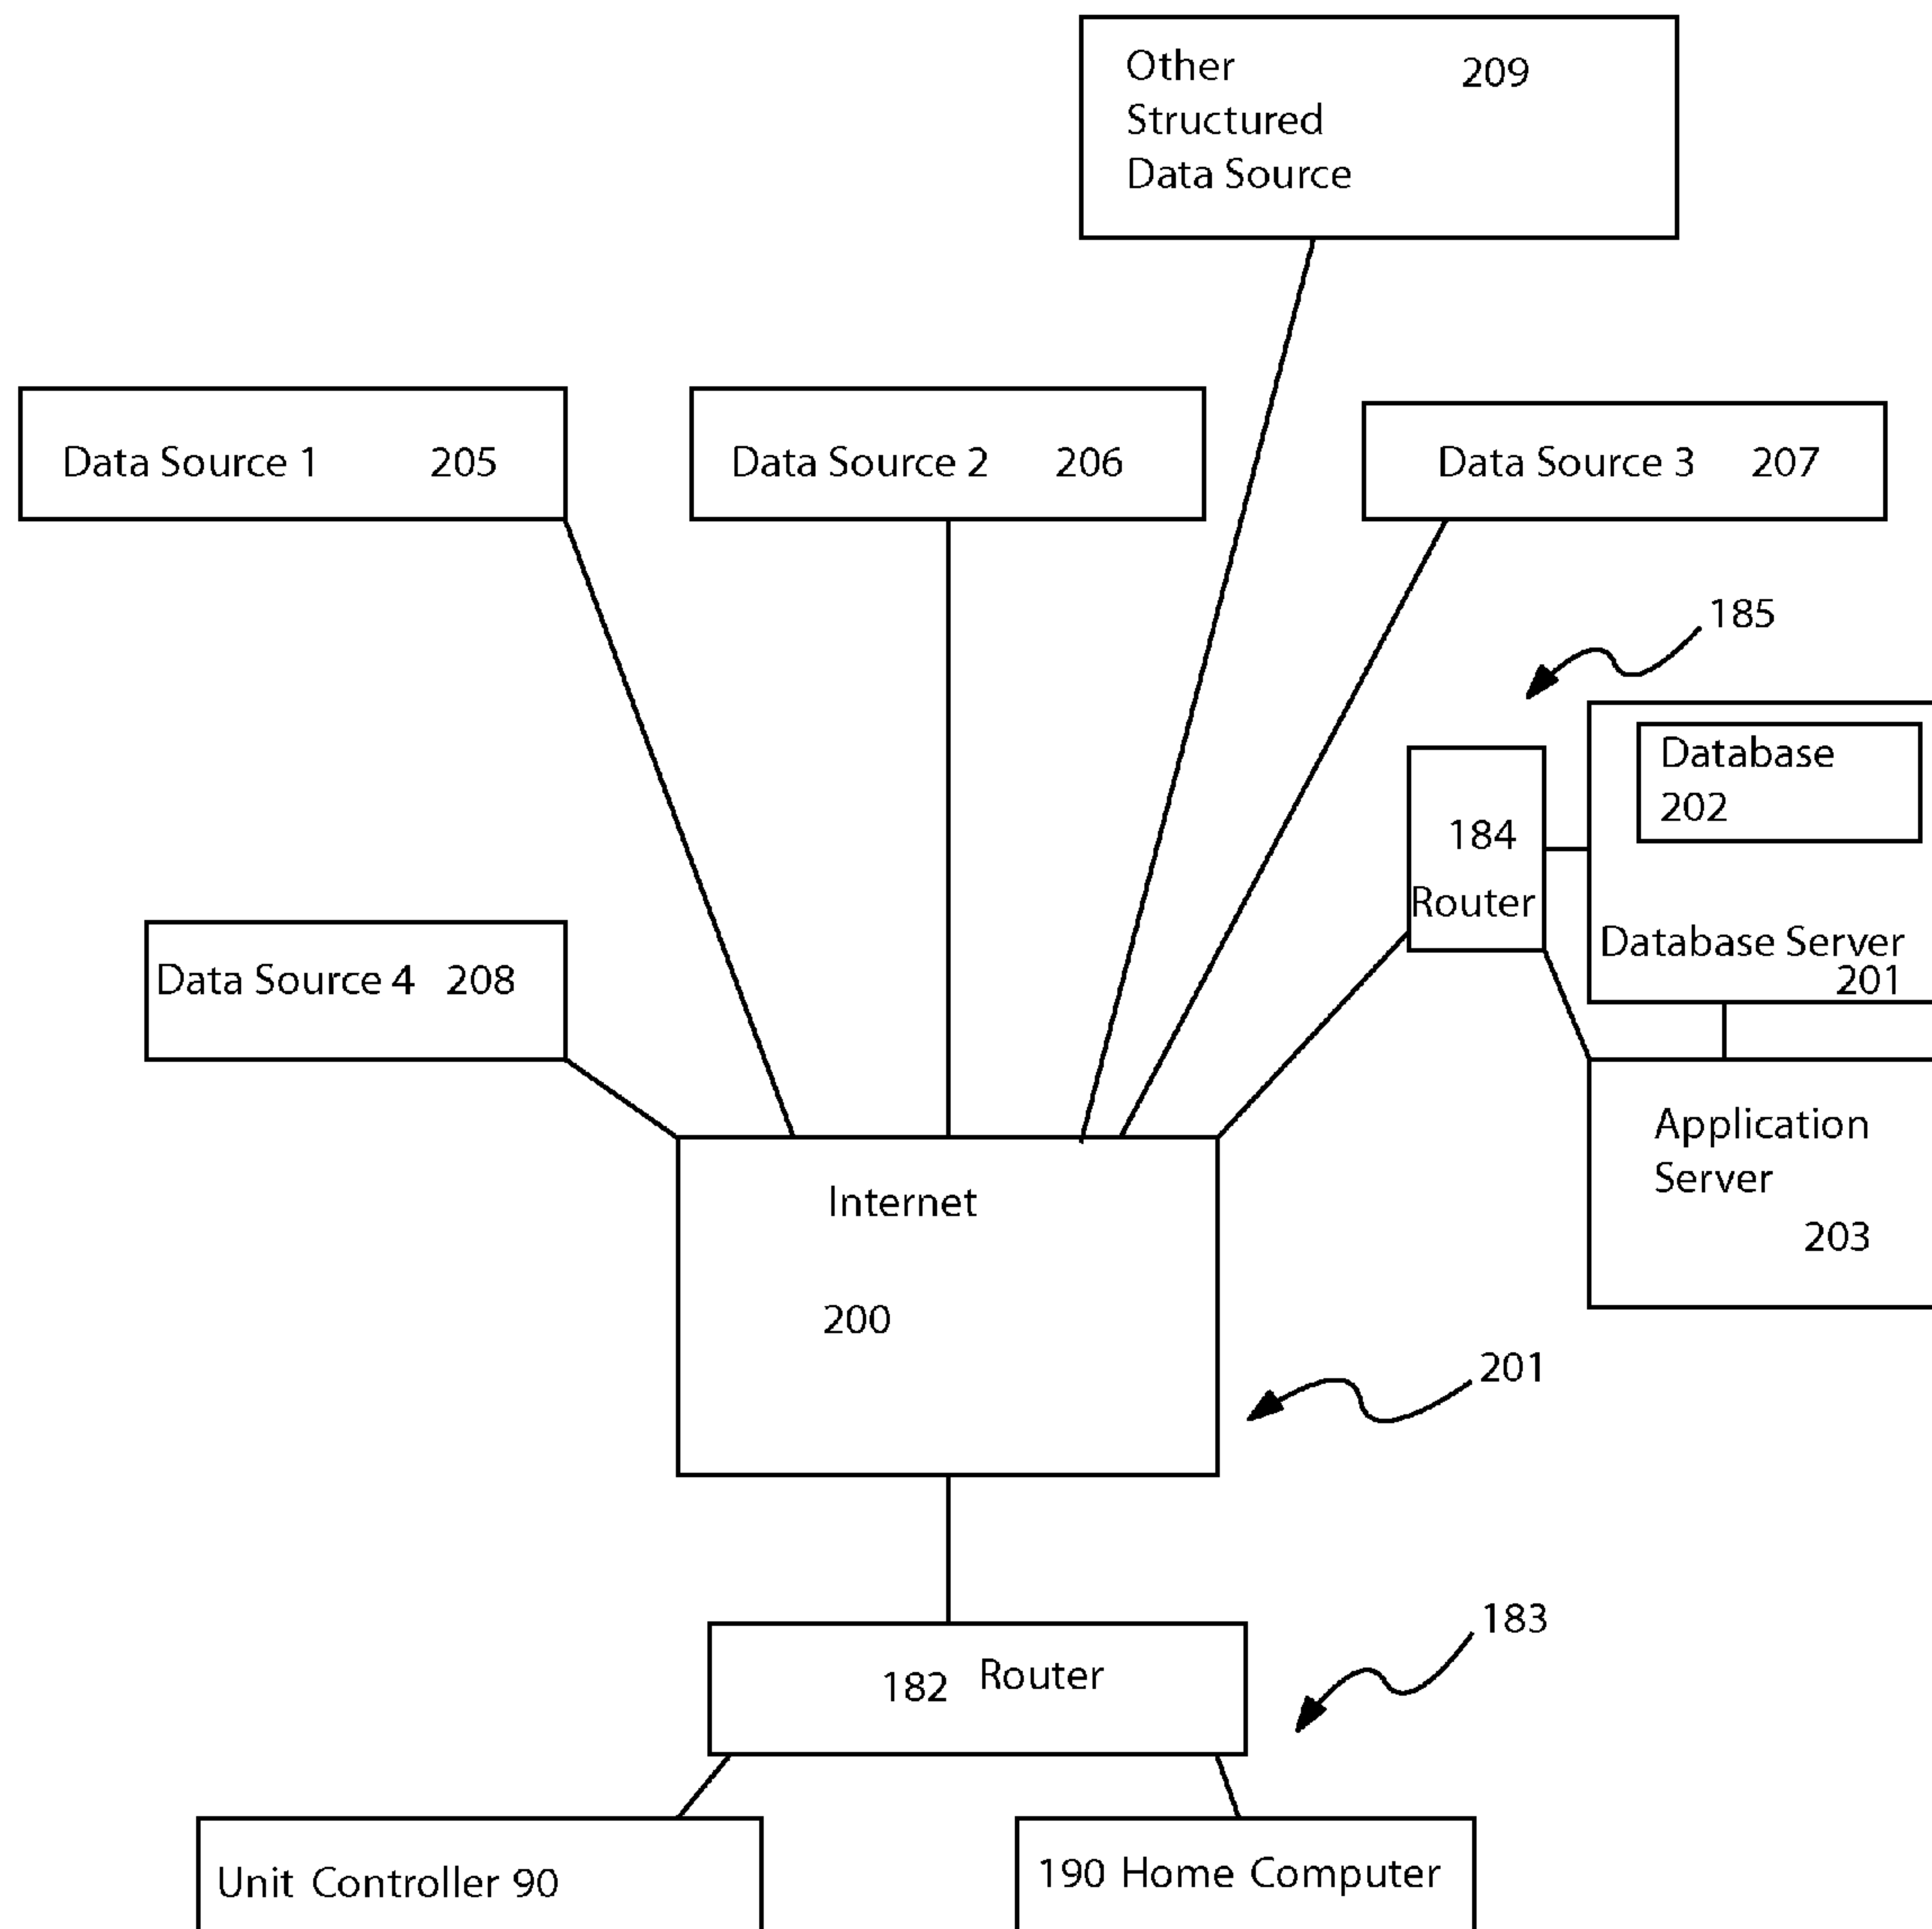 Other 209
Structured
Data Source
Data Source 1 205
Data Source 2 206
Data Source 3 207
185
Database
202
184
Router
Database Server
201
Data Source 4 208
Application
Server
203
Internet
200
201
183
182 Router
Unit Controller 90
190 Home Computer